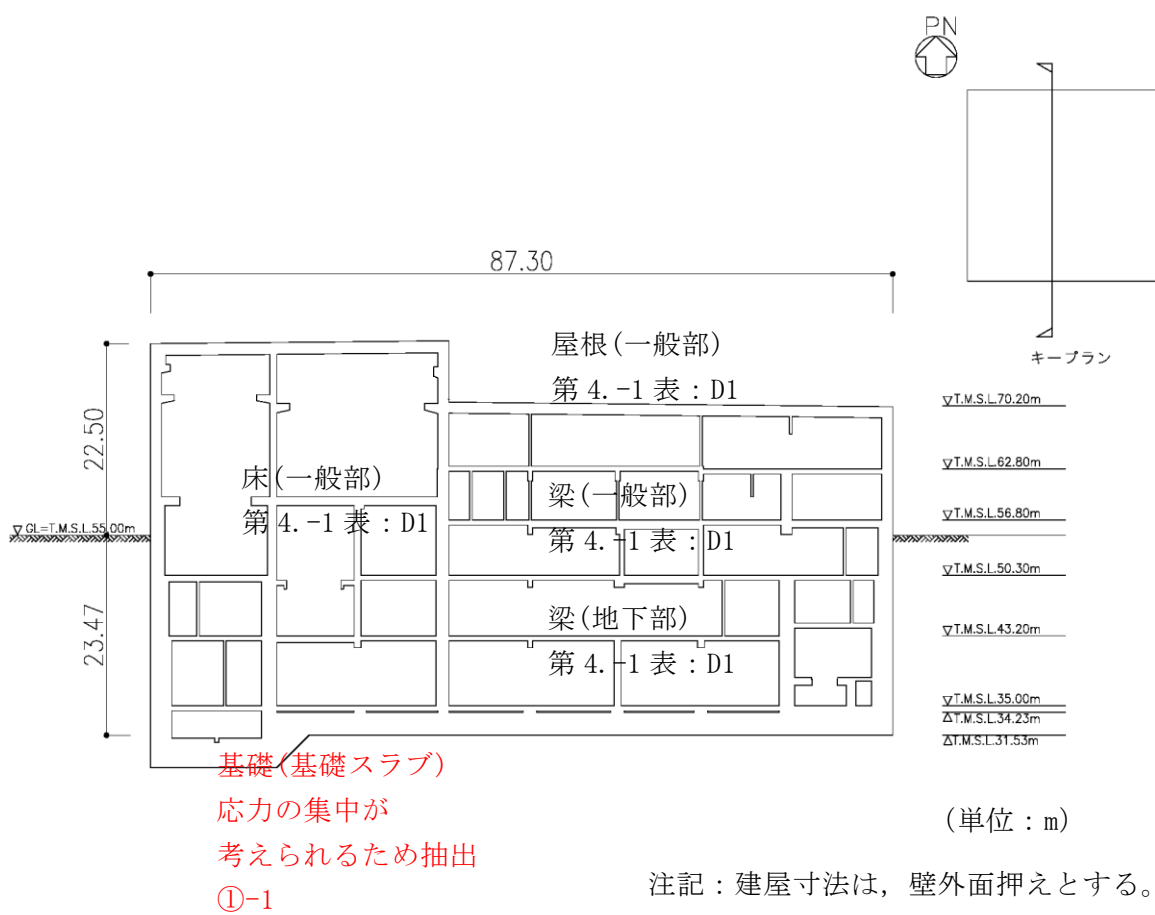 PN
キープラン
87.30
屋根(一般部)
第 4.-1 表：D1
▽T.M.S.L.70.20m
22.50
床(一般部)
第 4.-1 表：D1
梁(一般部)
第 4.-1 表：D1
▽T.M.S.L.62.80m
▽T.M.S.L.56.80m
▽GL=T.M.S.L.55.00m
▽T.M.S.L.50.30m
23.47
梁(地下部)
第 4.-1 表：D1
▽T.M.S.L.43.20m
▽T.M.S.L.35.00m
△T.M.S.L.34.23m
△T.M.S.L.31.53m
基礎(基礎スラブ)
応力の集中が
考えられるため抽出
①-1
(単位：m)
注記：建屋寸法は，壁外面押えとする。